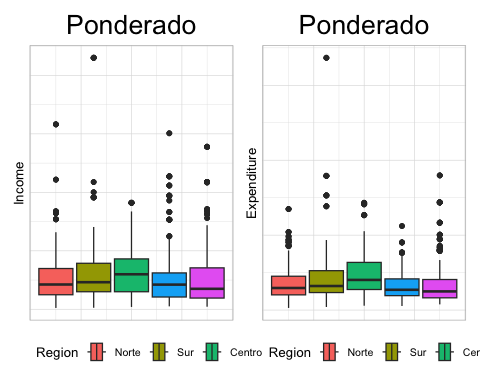 Ponderado
Ponderado
Income
Expenditure
Region Norte Sur Centro
Region Norte Sur Cer